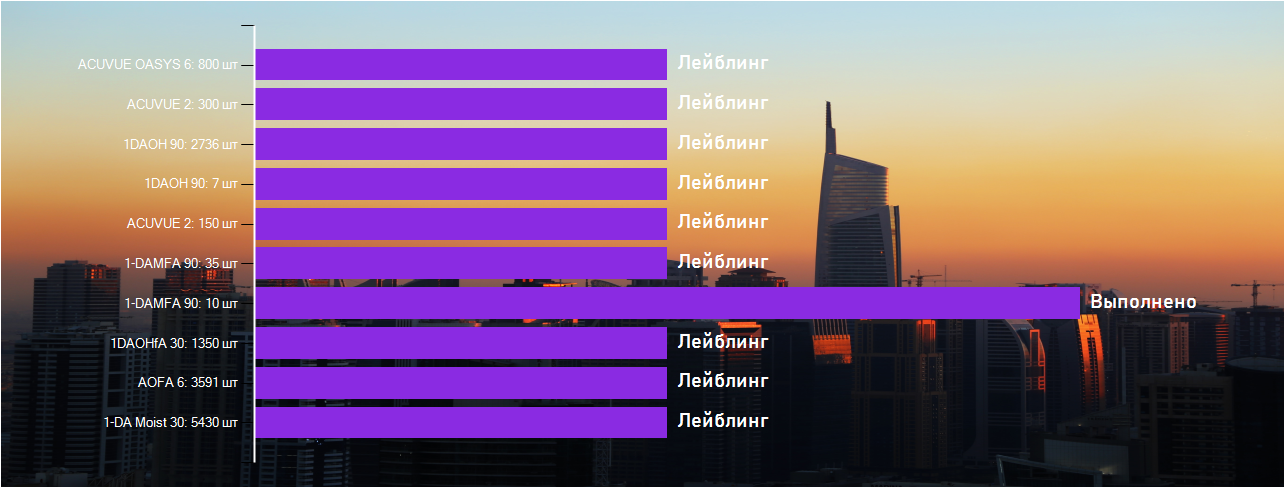 ACUVUE OASYS 6: 800 шт Лейблинг
ACUVUE 2: 300 шт Лейблинг
1DAOH 90: 2736 шт Лейблинг
1DAOH 90: 7 шт Лейблинг
ACUVUE 2: 150 шт Лейблинг
1-DAMFA 90: 35 шт Лейблинг
1-DAMFA 90: 10 шт Выполнено
1DAOHfA 30: 1350 шт Лейблинг
AOFA 6: 3591 шт Лейблинг
1-DA Moist 30: 5430 шт Лейблинг